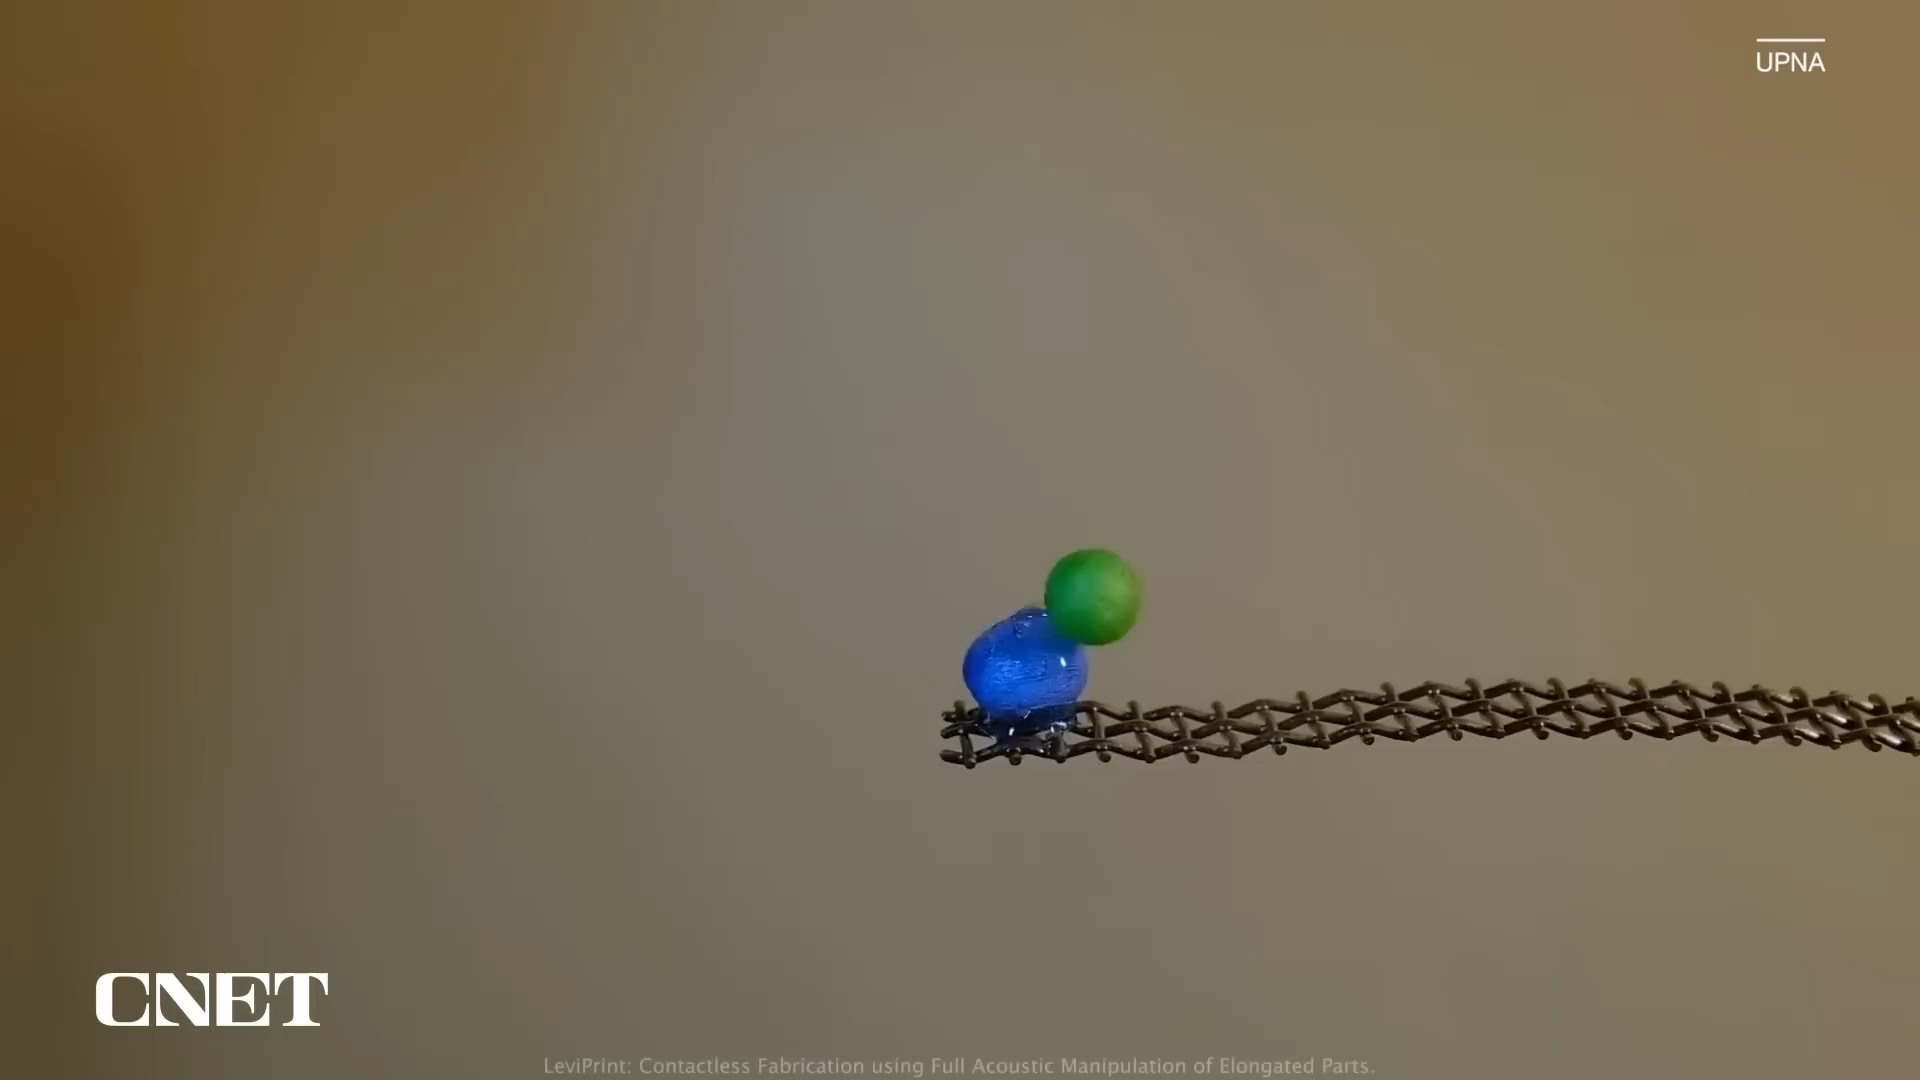 UPNA
CNET
LeviPrint: Contactless Fabrication using Full Acoustic Manipulation of Elongated Parts.